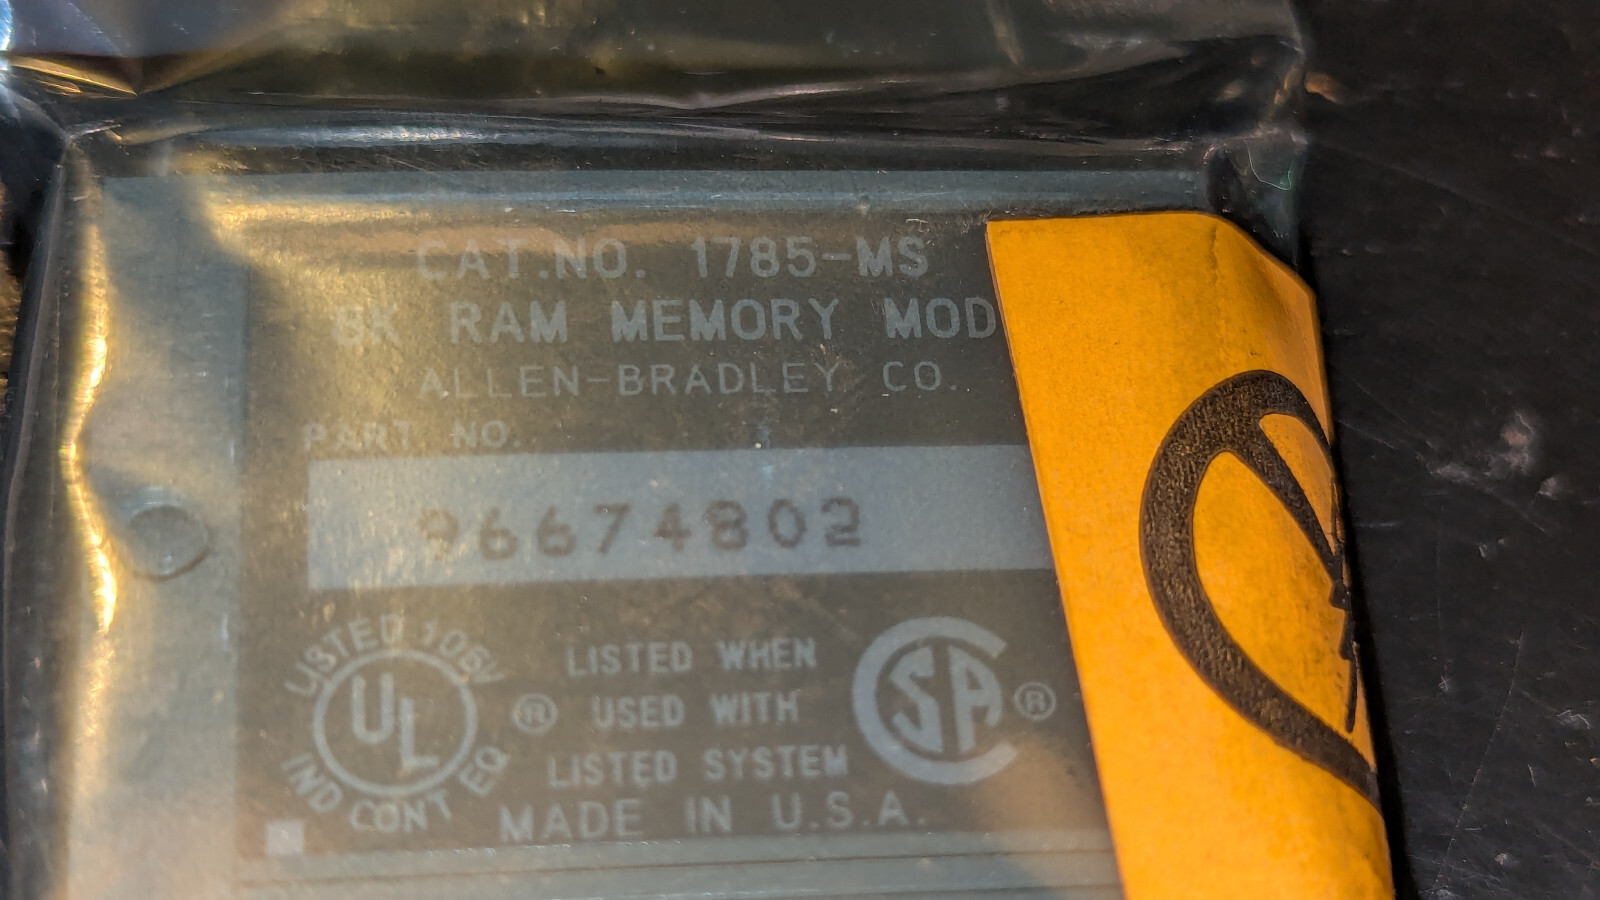 CAT.NO. 1785-MS
8K RAM MEMORY MOD
ALLEN-BRADLEY CO.
PART NO.
96674802
LISTED 106V
UL
IND CONT EQ
®
LISTED WHEN
USED WITH
LISTED SYSTEM
SA
®
MADE IN U.S.A.